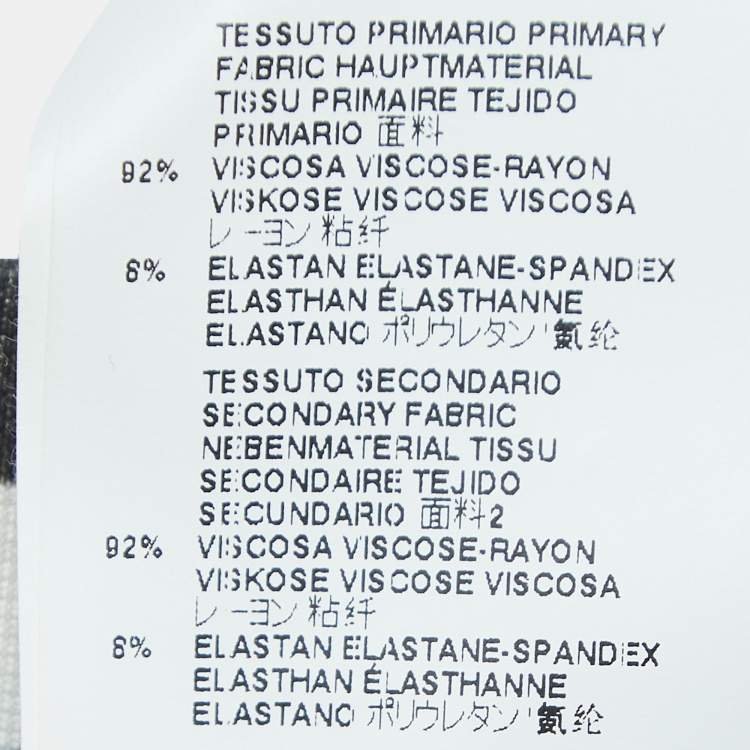 TESSUTO PRIMARIO PRIMARY
FABRIC HAUPTMATERIAL
TISSU PRIMAIRE TEJIDO
PRIMARIO 面料
92% VISCOSA VISCOSE-RAYON
VISKOSE VISCOSE VISCOSA
レーヨン 粘纤
8% ELASTAN ELASTANE-SPANDEX
ELASTHAN ÉLASTHANNE
ELASTANO ポリウレタン 氨纶
TESSUTO SECONDARIO
SECONDARY FABRIC
NEBENMATERIAL TISSU
SECONDAIRE TEJIDO
SECUNDARIO 面料2
92% VISCOSA VISCOSE-RAYON
VISKOSE VISCOSE VISCOSA
レーヨン 粘纤
8% ELASTAN ELASTANE-SPANDEX
ELASTHAN ÉLASTHANNE
ELASTANO ポリウレタン 氨纶